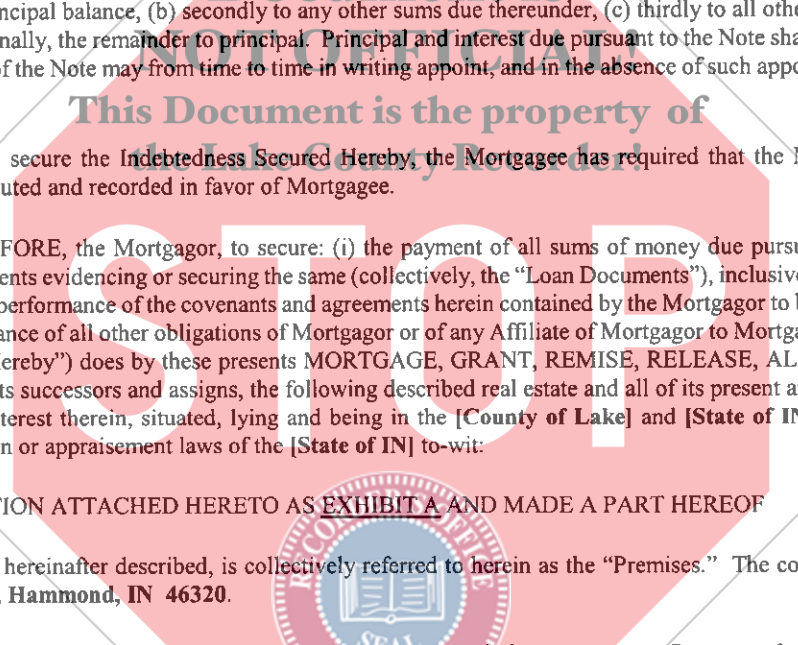 ncipal balance, (b) secondly to any other sums due thereunder, (c) thirdly to all othe
nally, the remainder to principal. Principal and interest due pursuant to the Note sha
NOT OFFICIAL!
of the Note may from time to time in writing appoint, and in the absence of such appo
This Document is the property of
the Lake County Recorder!
secure the Indebtedness Secured Hereby, the Mortgagee has required that the
uted and recorded in favor of Mortgagee.
STOP
FORE, the Mortgagor, to secure: (i) the payment of all sums of money due pursu
ents evidencing or securing the same (collectively, the “Loan Documents”), inclusive
performance of the covenants and agreements herein contained by the Mortgagor to
ance of all other obligations of Mortgagor or of any Affiliate of Mortgagor to Mortga
ereby”) does by these presents MORTGAGE, GRANT, REMISE, RELEASE, AL
ts successors and assigns, the following described real estate and all of its present a
terest therein, situated, lying and being in the [County of Lake] and [State of IN
n or appraisement laws of the [State of IN] to-wit:
TION ATTACHED HERETO AS EXHIBIT A AND MADE A PART HEREOF
hereinafter described, is collectively referred to herein as the “Premises.” The co
, Hammond, IN 46320.
RECORDER'S OFFICE
SEAL